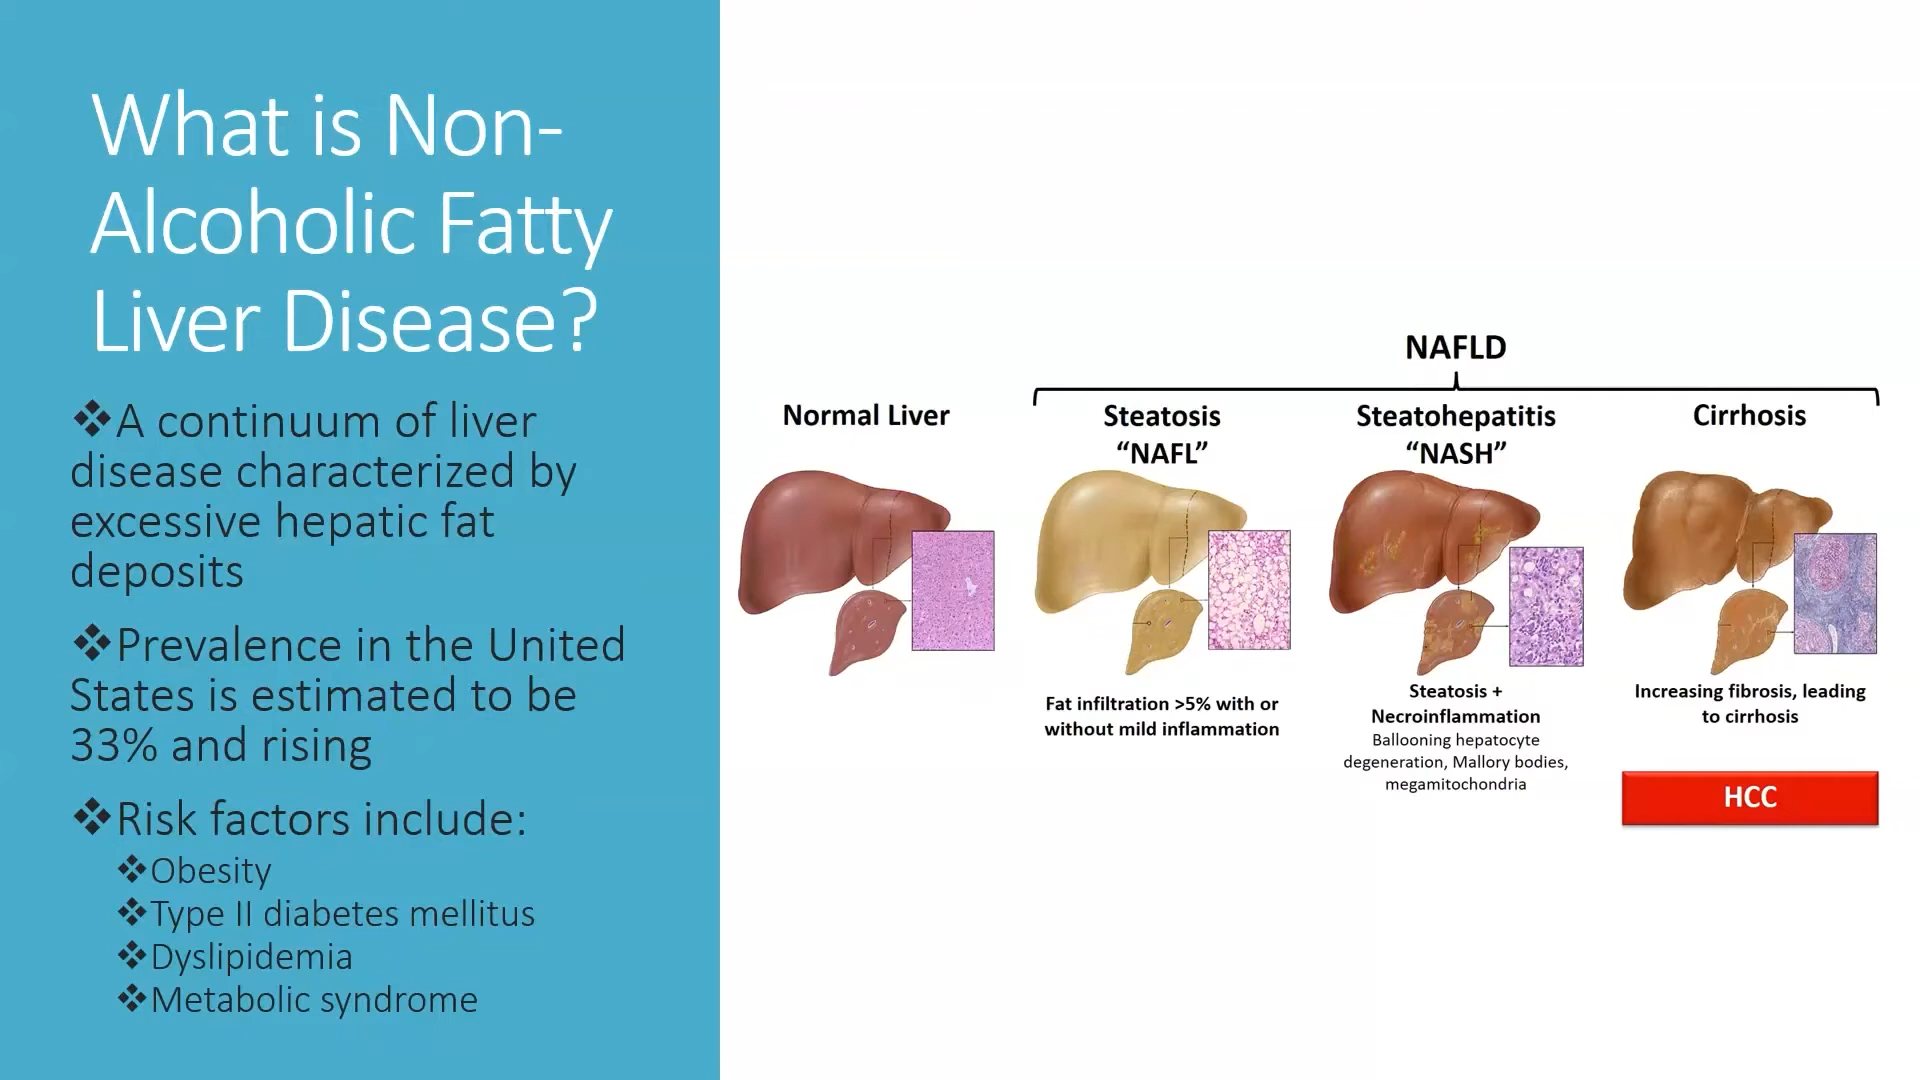 What is Non-
Alcoholic Fatty
Liver Disease?
❖A continuum of liver
disease characterized by
excessive hepatic fat
deposits
❖Prevalence in the United
States is estimated to be
33% and rising
❖Risk factors include:
❖Obesity
❖Type II diabetes mellitus
❖Dyslipidemia
❖Metabolic syndrome
NAFLD
Normal Liver
Steatosis
“NAFL”
Steatohepatitis
“NASH”
Cirrhosis
Fat infiltration >5% with or
without mild inflammation
Steatosis +
Necroinflammation
Ballooning hepatocyte
degeneration, Mallory bodies,
megamitochondria
Increasing fibrosis, leading
to cirrhosis
HCC